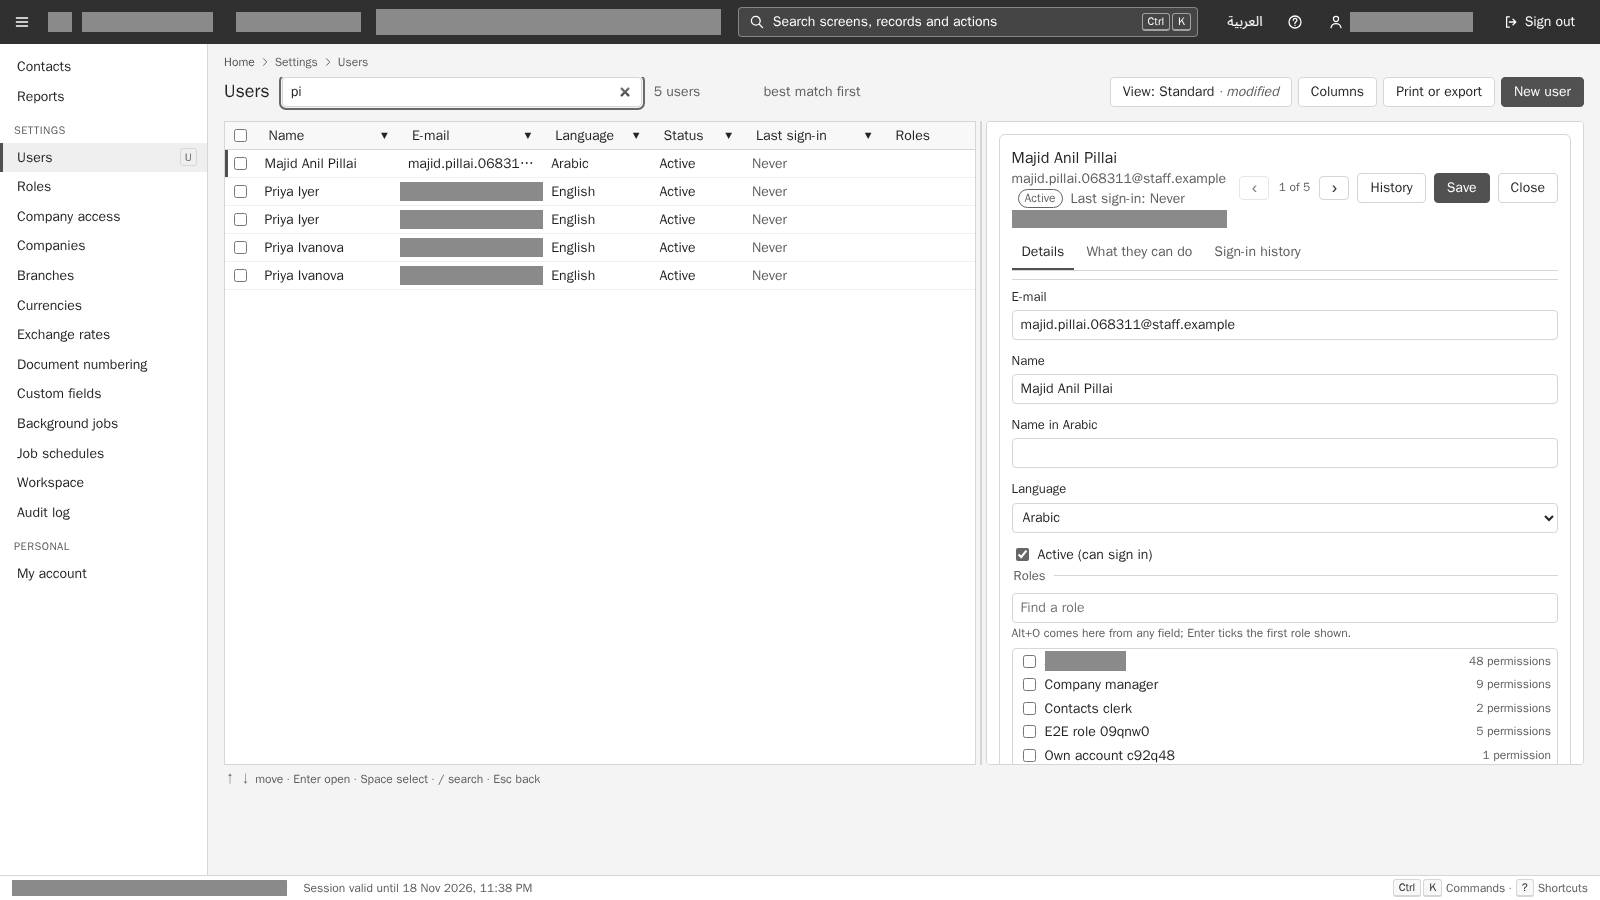 Search screens, records and actions Ctrl K العربية Sign out
Contacts
Reports
SETTINGS
Users U
Roles
Company access
Companies
Branches
Currencies
Exchange rates
Document numbering
Custom fields
Background jobs
Job schedules
Workspace
Audit log
PERSONAL
My account
Home Settings Users
Users pi 5 users best match first View: Standard · modified Columns Print or export New user
Name E-mail Language Status Last sign-in Roles
Majid Anil Pillai majid.pillai.06831··· Arabic Active Never
Priya Iyer English Active Never
Priya Iyer English Active Never
Priya Ivanova English Active Never
Priya Ivanova English Active Never
↑ ↓ move · Enter open · Space select · / search · Esc back
Majid Anil Pillai
majid.pillai.068311@staff.example
Active Last sign-in: Never
‹ 1 of 5 › History Save Close
Details What they can do Sign-in history
E-mail
majid.pillai.068311@staff.example
Name
Majid Anil Pillai
Name in Arabic
Language
Arabic
Active (can sign in)
Roles
Find a role
Alt+O comes here from any field; Enter ticks the first role shown.
48 permissions
Company manager 9 permissions
Contacts clerk 2 permissions
E2E role 09qnw0 5 permissions
Own account c92q48 1 permission
Session valid until 18 Nov 2026, 11:38 PM Ctrl K Commands · ? Shortcuts